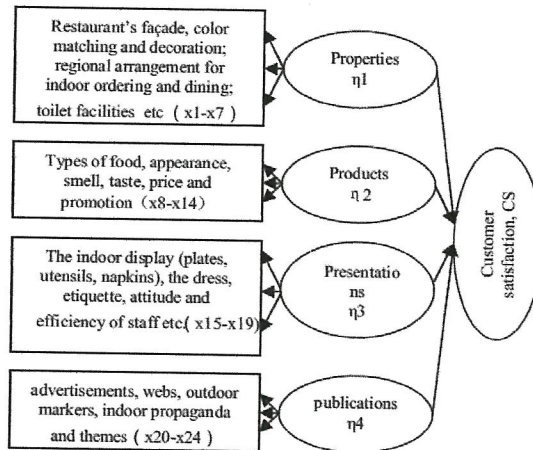 Restaurant's façade, color
matching and decoration;
regional arrangement for
indoor ordering and dining;
toilet facilities etc ( x1-x7 )
Properties
η1
Types of food, appearance,
smell, taste, price and
promotion (x8-x14)
Products
η 2
The indoor display (plates,
utensils, napkins), the dress,
etiquette, attitude and
efficiency of staff etc( x15-x19)
Presentatio
ns
η3
advertisements, webs, outdoor
markers, indoor propaganda
and themes ( x20-x24 )
publications
η4
Customer
satisfaction, CS